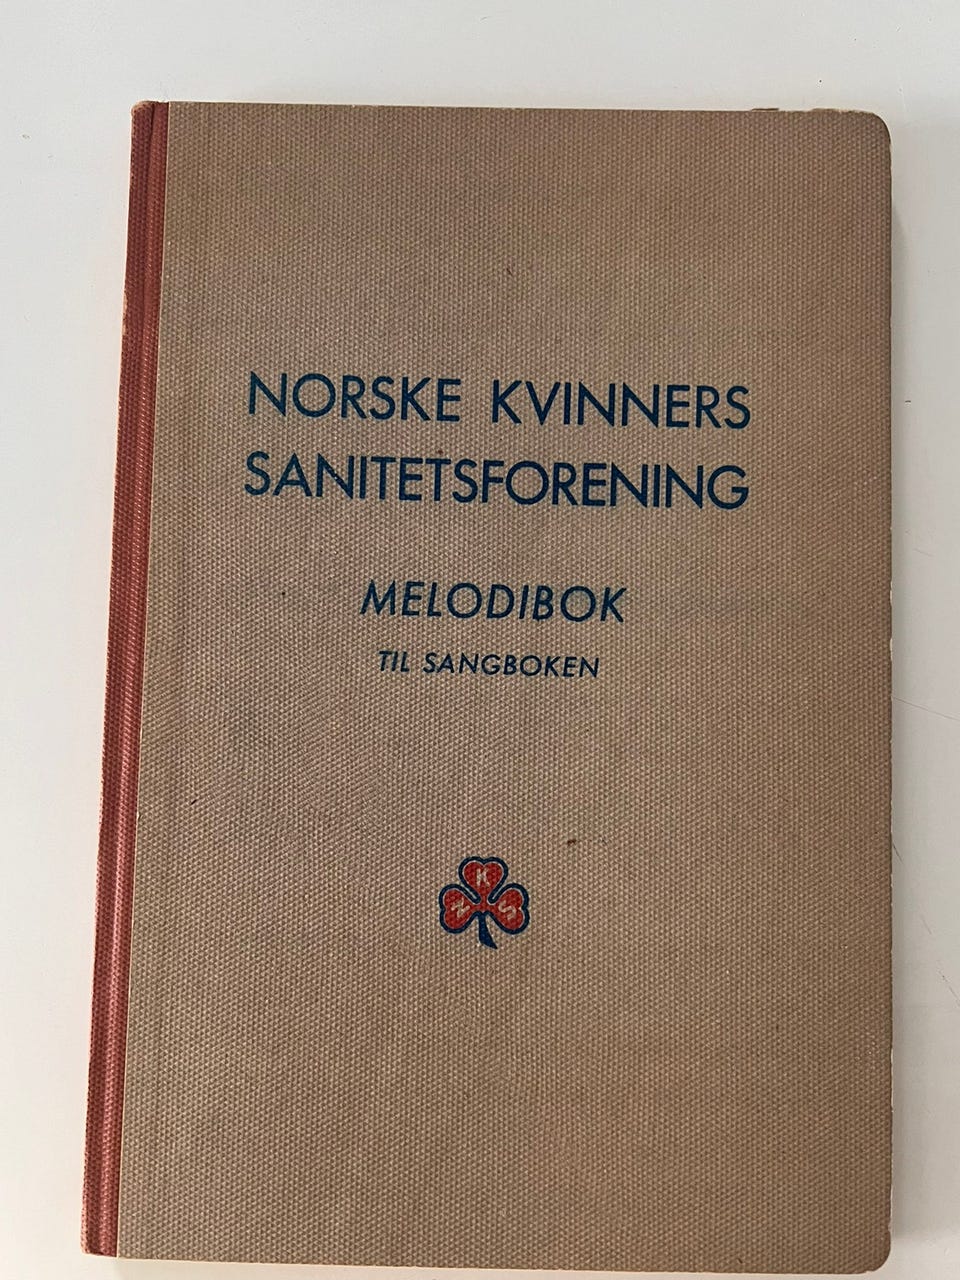 NORSKE KVINNERS
SANITETSFORENING
MELODIBOK
TIL SANGBOKEN
K
N S